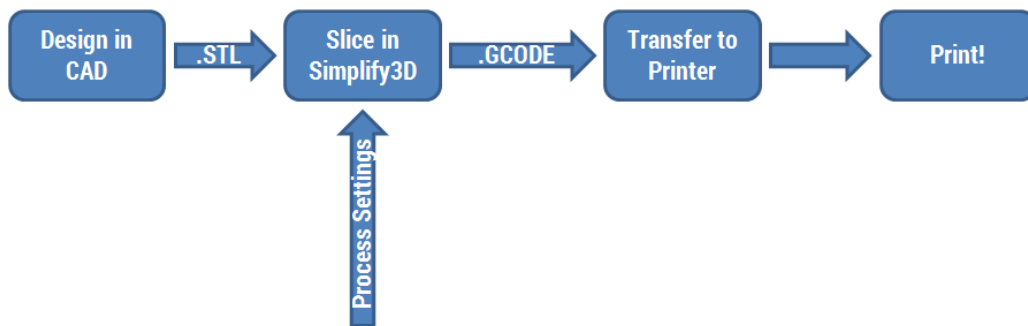 Design in
CAD
.STL
Slice in
Simplify3D
.GCODE
Transfer to
Printer
Print!
Process Settings